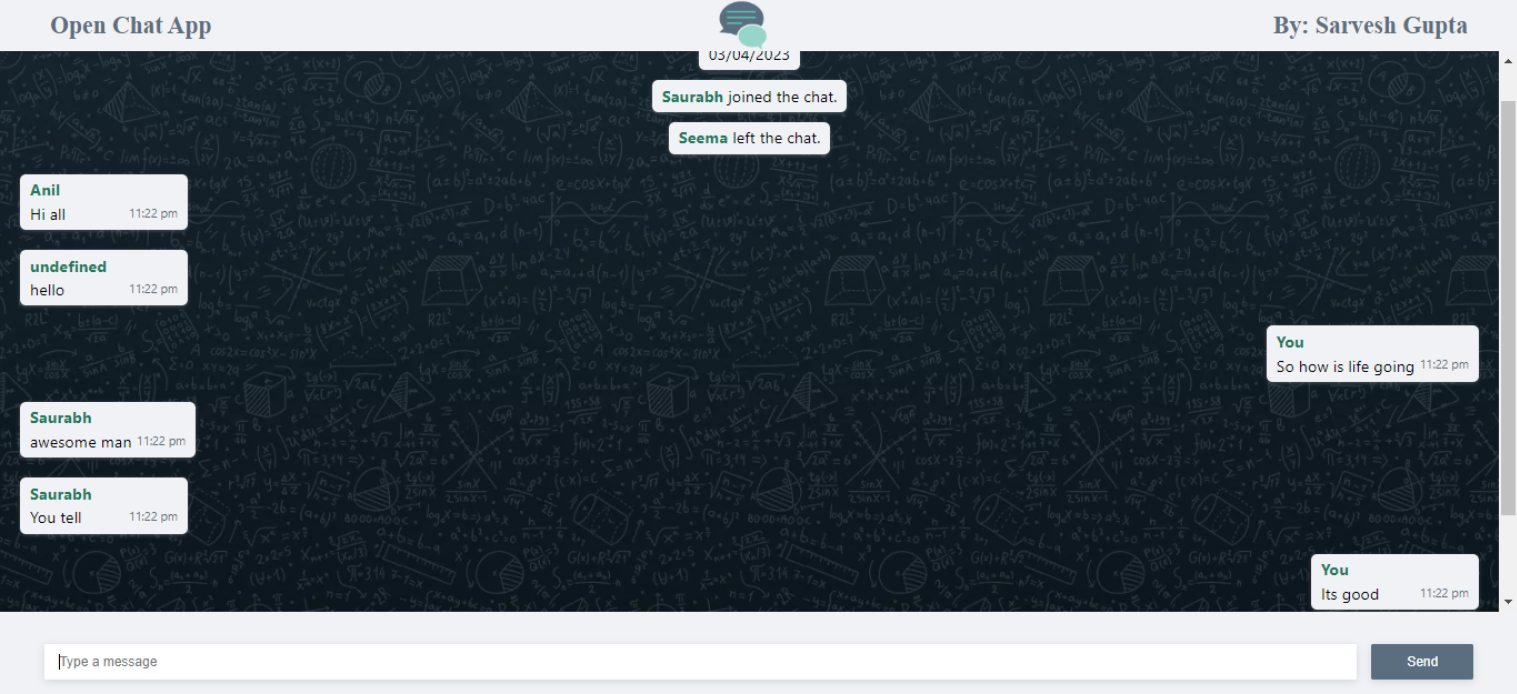 Open Chat App
By: Sarvesh Gupta
03/04/2023
Saurabh joined the chat.
Seema left the chat.
Anil
Hi all 11:22 pm
undefined
hello 11:22 pm
You
So how is life going 11:22 pm
Saurabh
awesome man 11:22 pm
Saurabh
You tell 11:22 pm
You
Its good 11:22 pm
Type a message
Send